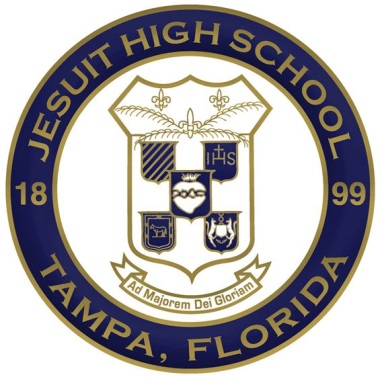 JESUIT HIGH SCHOOL
18 99
IHS
Ad Majorem Dei Gloriam
TAMPA, FLORIDA